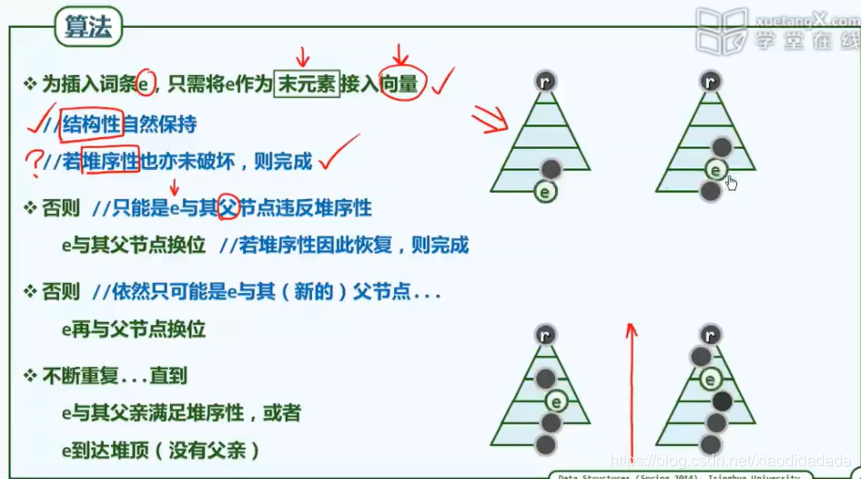 算法
xuetangX.com
学堂在线
❖ 为插入词条e，只需将e作为 末元素 接入向量
//结构性自然保持
//若堆序性也亦未破坏，则完成
❖ 否则 //只能是e与其父节点违反堆序性
e与其父节点换位 //若堆序性因此恢复，则完成
❖ 否则 //依然只可能是e与其（新的）父节点...
e再与父节点换位
❖ 不断重复...直到
e与其父亲满足堆序性，或者
e到达堆顶（没有父亲）
r
e
r
e
r
e
r
e
https://blog.csdn.net/xiaodidadada
Data Structures (Spring 2014), Tsinghua University